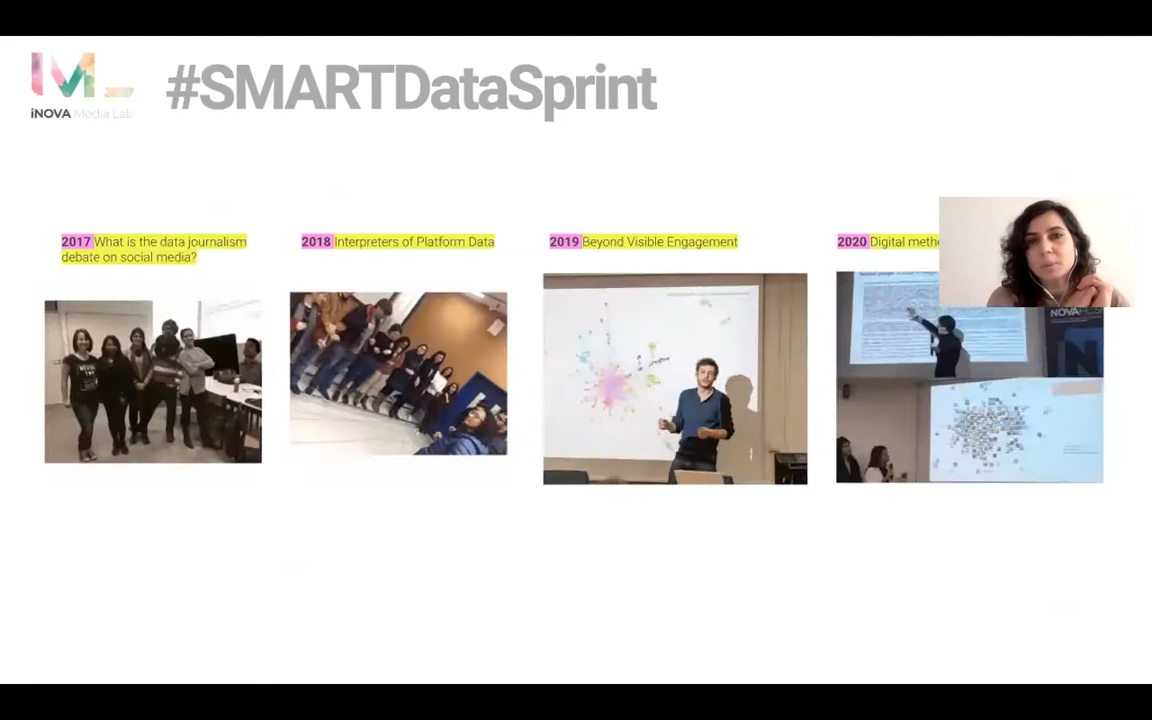 iNOVA Media Lab
#SMARTDataSprint
2017 What is the data journalism
debate on social media?
2018 Interpreters of Platform Data
2019 Beyond Visible Engagement
2020 Digital
NOVA